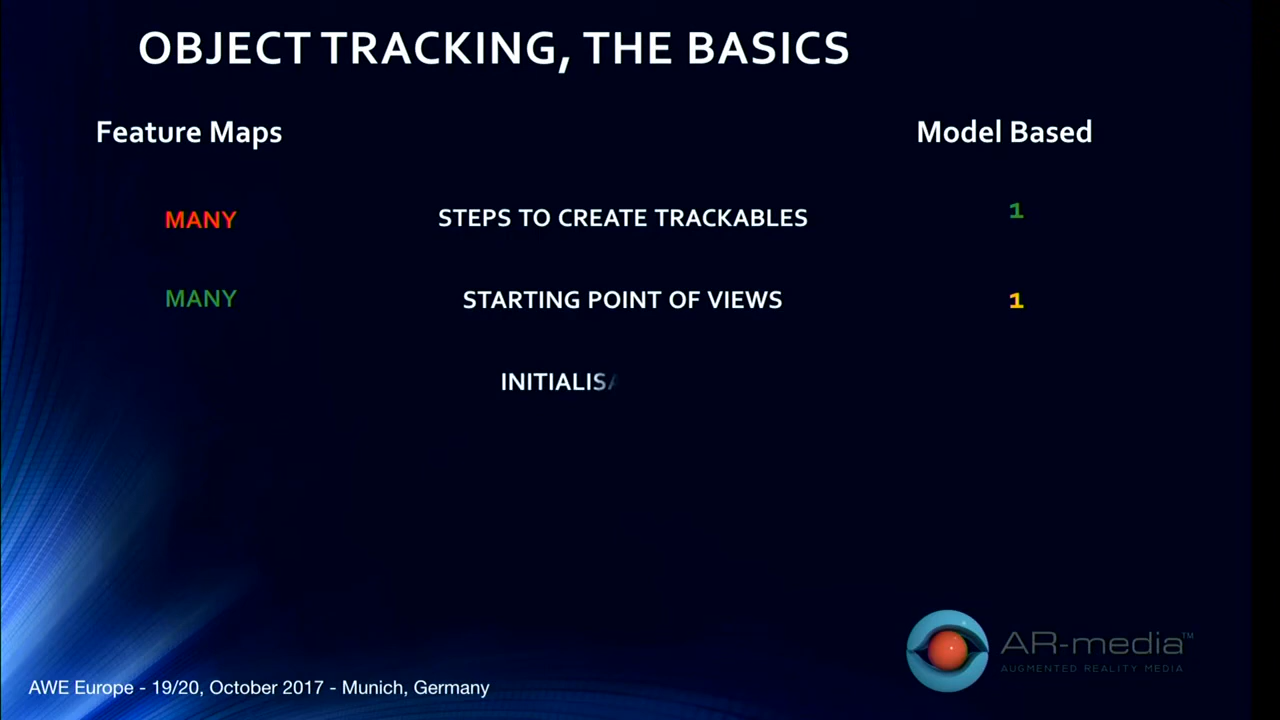 OBJECT TRACKING, THE BASICS
Feature Maps
Model Based
MANY
STEPS TO CREATE TRACKABLES
1
MANY
STARTING POINT OF VIEWS
1
INITIALISA
AR-media™
AUGMENTED REALITY MEDIA
AWE Europe - 19/20, October 2017 - Munich, Germany